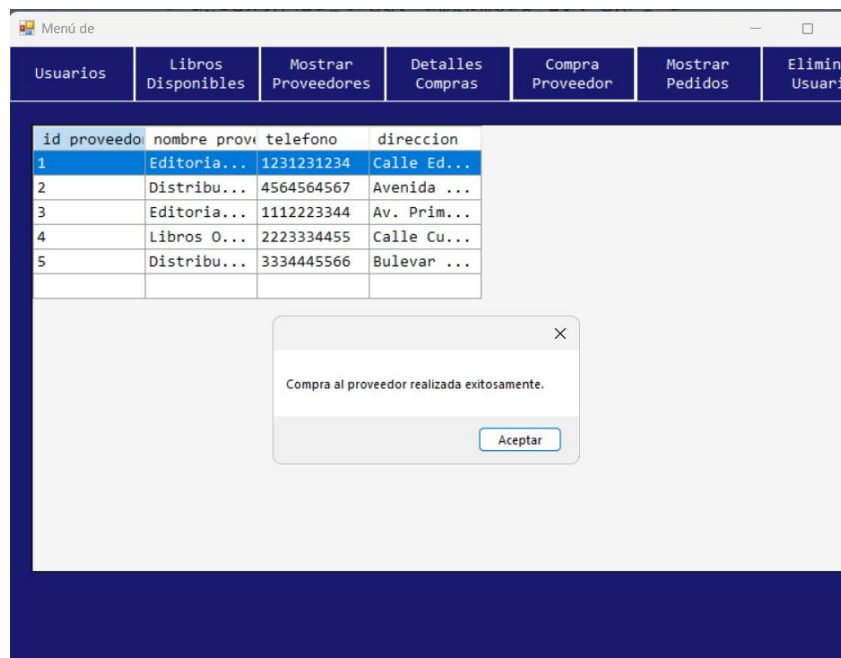 Menú de
Usuarios
Libros
Disponibles
Mostrar
Proveedores
Detalles
Compras
Compra
Proveedor
Mostrar
Pedidos
Elimin
Usuari
id proveedo nombre prove telefono direccion
1 Editoria... 1231231234 Calle Ed...
2 Distribu... 4564564567 Avenida ...
3 Editoria... 1112223344 Av. Prim...
4 Libros O... 2223334455 Calle Cu...
5 Distribu... 3334445566 Bulevar ...
Compra al proveedor realizada exitosamente.
Aceptar